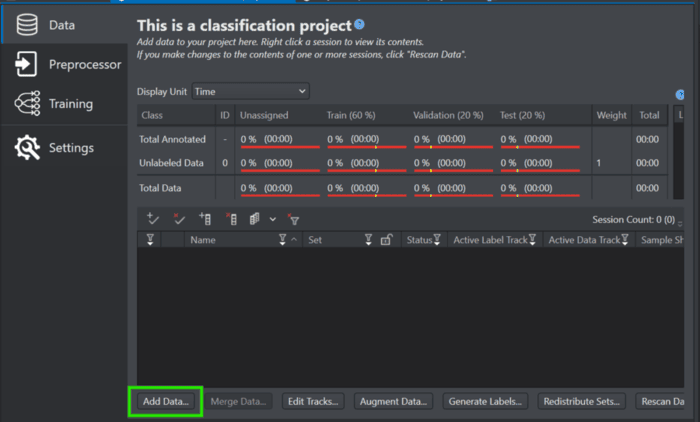 Data
Preprocessor
Training
Settings
This is a classification project
Add data to your project here. Right click a session to view its contents.
If you make changes to the contents of one or more sessions, click "Rescan Data".
Display Unit Time
Class ID Unassigned Train (60 %) Validation (20 %) Test (20 %) Weight Total L
Total Annotated - 0 % (00:00) 0 % (00:00) 0 % (00:00) 0 % (00:00) 00:00
Unlabeled Data 0 0 % (00:00) 0 % (00:00) 0 % (00:00) 0 % (00:00) 1 00:00
Total Data 0 % (00:00) 0 % (00:00) 0 % (00:00) 0 % (00:00) 00:00
Session Count: 0 (0)
Name Set Status Active Label Track Active Data Track Sample Sh
Add Data... Merge Data... Edit Tracks... Augment Data... Generate Labels... Redistribute Sets... Rescan Da